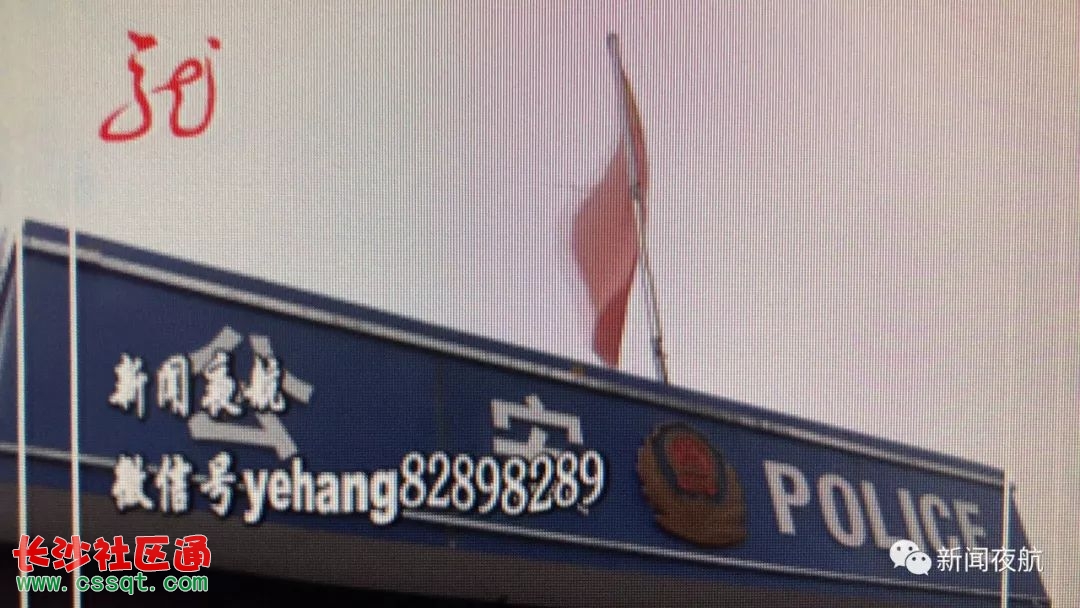 新闻夜航
微信号yehang82898289
公安 POLICE
新闻夜航
长沙社区通
www.cssqt.com